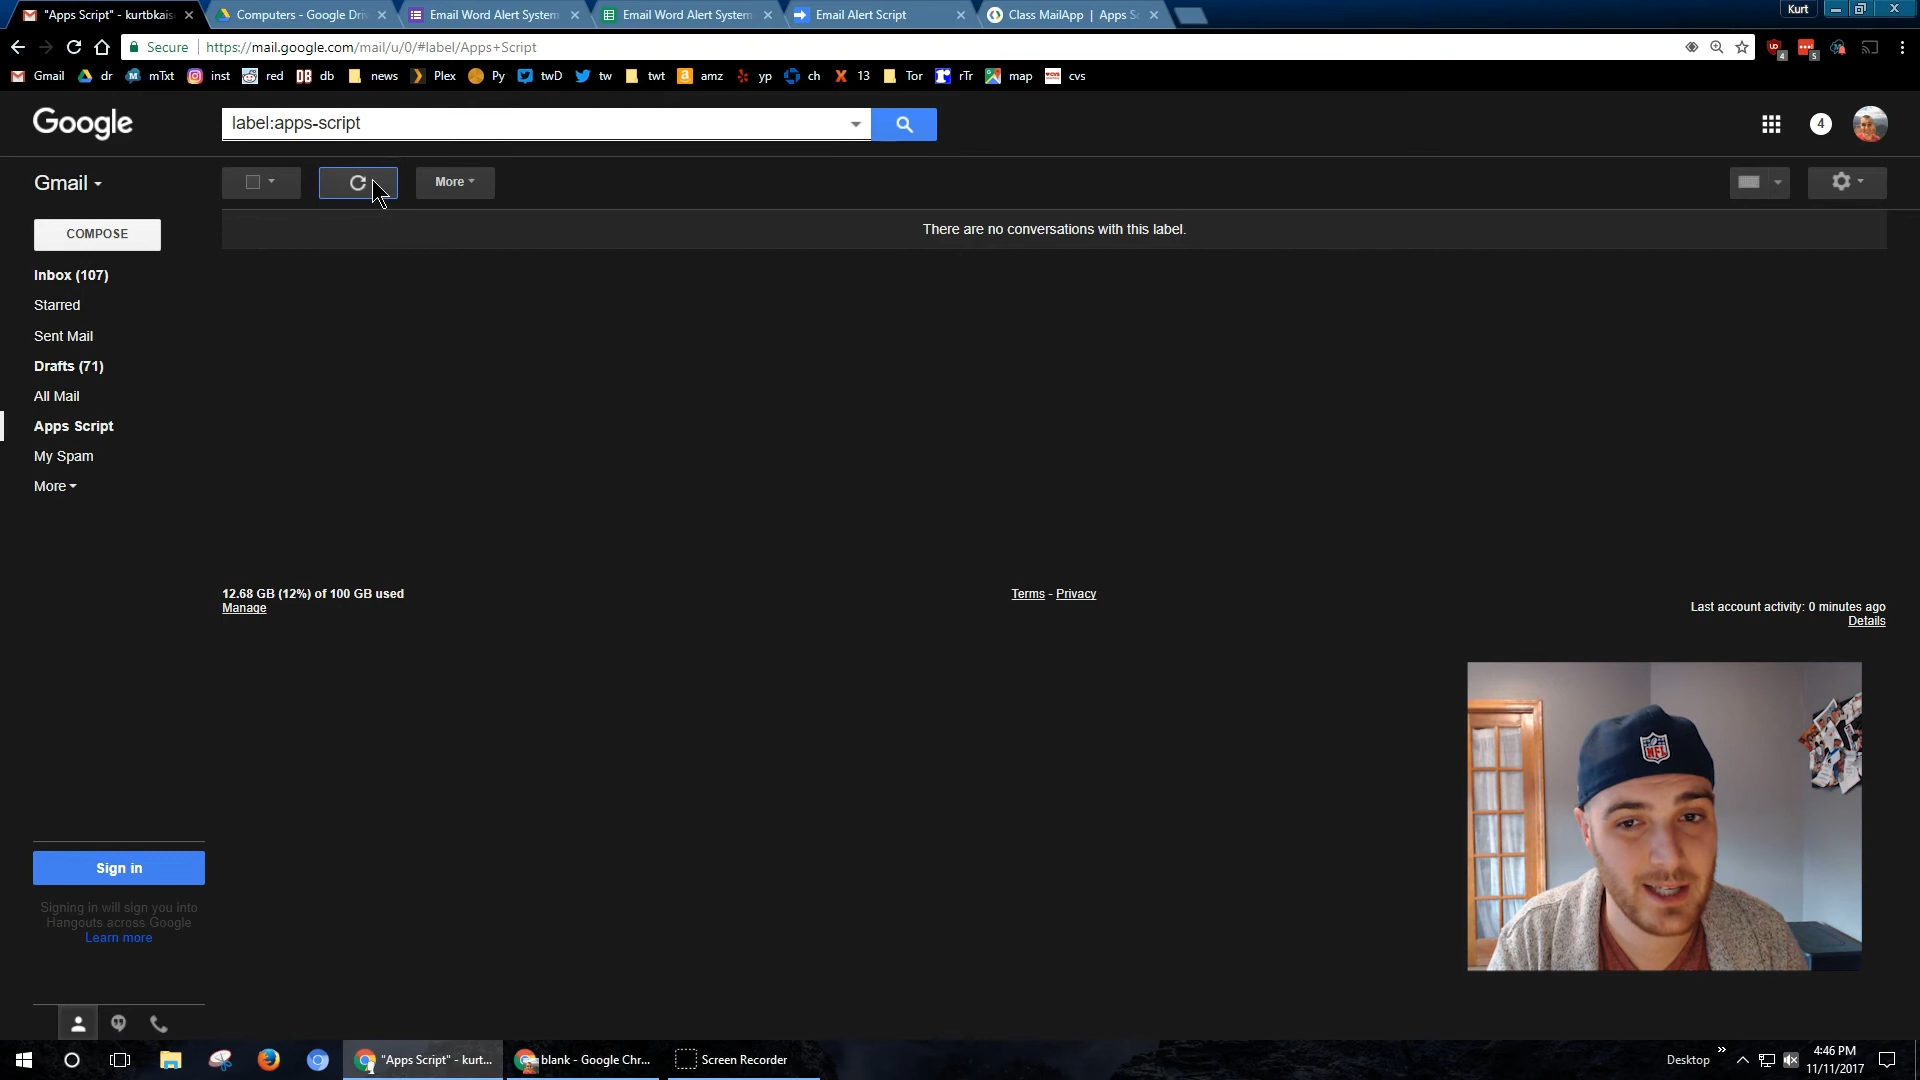 "Apps Script" - kurtbkais
Computers - Google Dri
Email Word Alert System
Email Word Alert System
Email Alert Script
Class MailApp | Apps Sc
Kurt
Secure https://mail.google.com/mail/u/0/#label/Apps+Script
4
5
Gmail dr mTxt inst red db news Plex Py twD tw twt amz yp ch 13 Tor rTr map cvs
Google
label:apps-script
4
Gmail
More
COMPOSE
There are no conversations with this label.
Inbox (107)
Starred
Sent Mail
Drafts (71)
All Mail
Apps Script
My Spam
More
12.68 GB (12%) of 100 GB used
Manage
Terms - Privacy
Last account activity: 0 minutes ago
Details
NFL
Sign in
Signing in will sign you into
Hangouts across Google
Learn more
"Apps Script" - kurt...
blank - Google Chr...
Screen Recorder
Desktop
4:46 PM
11/11/2017